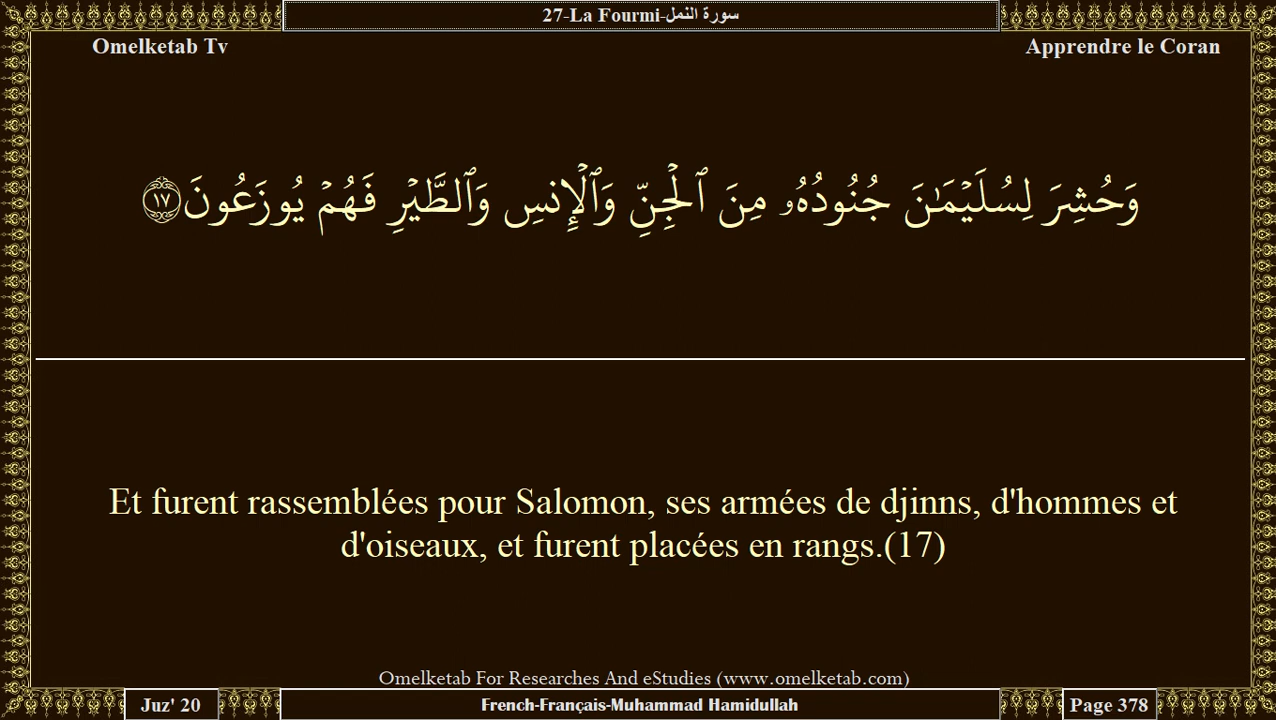 27-La Fourmi-سورة النمل
Omelketab Tv
Apprendre le Coran
وَحُشِرَ لِسُلَيْمَـٰنَ جُنُودُهُۥ مِنَ ٱلْجِنِّ وَٱلْإِنسِ وَٱلطَّيْرِ فَهُمْ يُوزَعُونَ ١٧
Et furent rassemblées pour Salomon, ses armées de djinns, d'hommes et
d'oiseaux, et furent placées en rangs.(17)
Omelketab For Researches And eStudies (www.omelketab.com)
Juz' 20
French-Français-Muhammad Hamidullah
Page 378